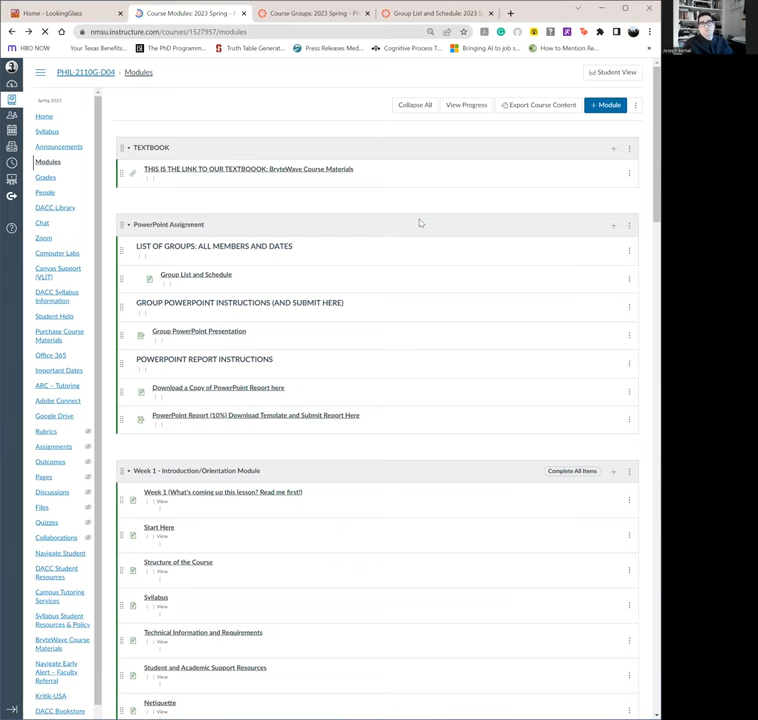 Home - LookingGlass
Course Modules: 2023 Spring - P
Course Groups: 2023 Spring - PH
Group List and Schedule: 2023 S
nmsu.instructure.com/courses/1527957/modules
HBO NOW
Your Texas Benefits...
The PhD Programm...
Truth Table Generat...
Press Releases Med...
Cognitive Process T...
Bringing AI to job s...
How to Mention Re...
PHIL-2110G-D04 › Modules
Student View
Spring 2023
Home
Syllabus
Announcements
Modules
Grades
People
DACC Library
Chat
Zoom
Computer Labs
Canvas Support
(VLIT)
DACC Syllabus
Information
Student Help
Purchase Course
Materials
Office 365
Important Dates
ARC – Tutoring
Adobe Connect
Google Drive
Rubrics
Assignments
Outcomes
Pages
Discussions
Files
Quizzes
Collaborations
Navigate Student
DACC Student
Resources
Campus Tutoring
Services
Syllabus Student
Resources & Policy
BryteWave Course
Materials
Navigate Early
Alert – Faculty
Referral
Kritik-USA
DACC Bookstore
Collapse All
View Progress
Export Course Content
+ Module
TEXTBOOK
THIS IS THE LINK TO OUR TEXTBOOOK: BryteWave Course Materials
PowerPoint Assignment
LIST OF GROUPS: ALL MEMBERS AND DATES
Group List and Schedule
GROUP POWERPOINT INSTRUCTIONS (AND SUBMIT HERE)
Group PowerPoint Presentation
POWERPOINT REPORT INSTRUCTIONS
Download a Copy of PowerPoint Report here
PowerPoint Report (10%) Download Template and Submit Report Here
Week 1 - Introduction/Orientation Module
Complete All Items
Week 1 (What's coming up this lesson? Read me first!)
View
Start Here
View
Structure of the Course
View
Syllabus
View
Technical Information and Requirements
View
Student and Academic Support Resources
View
Netiquette
View